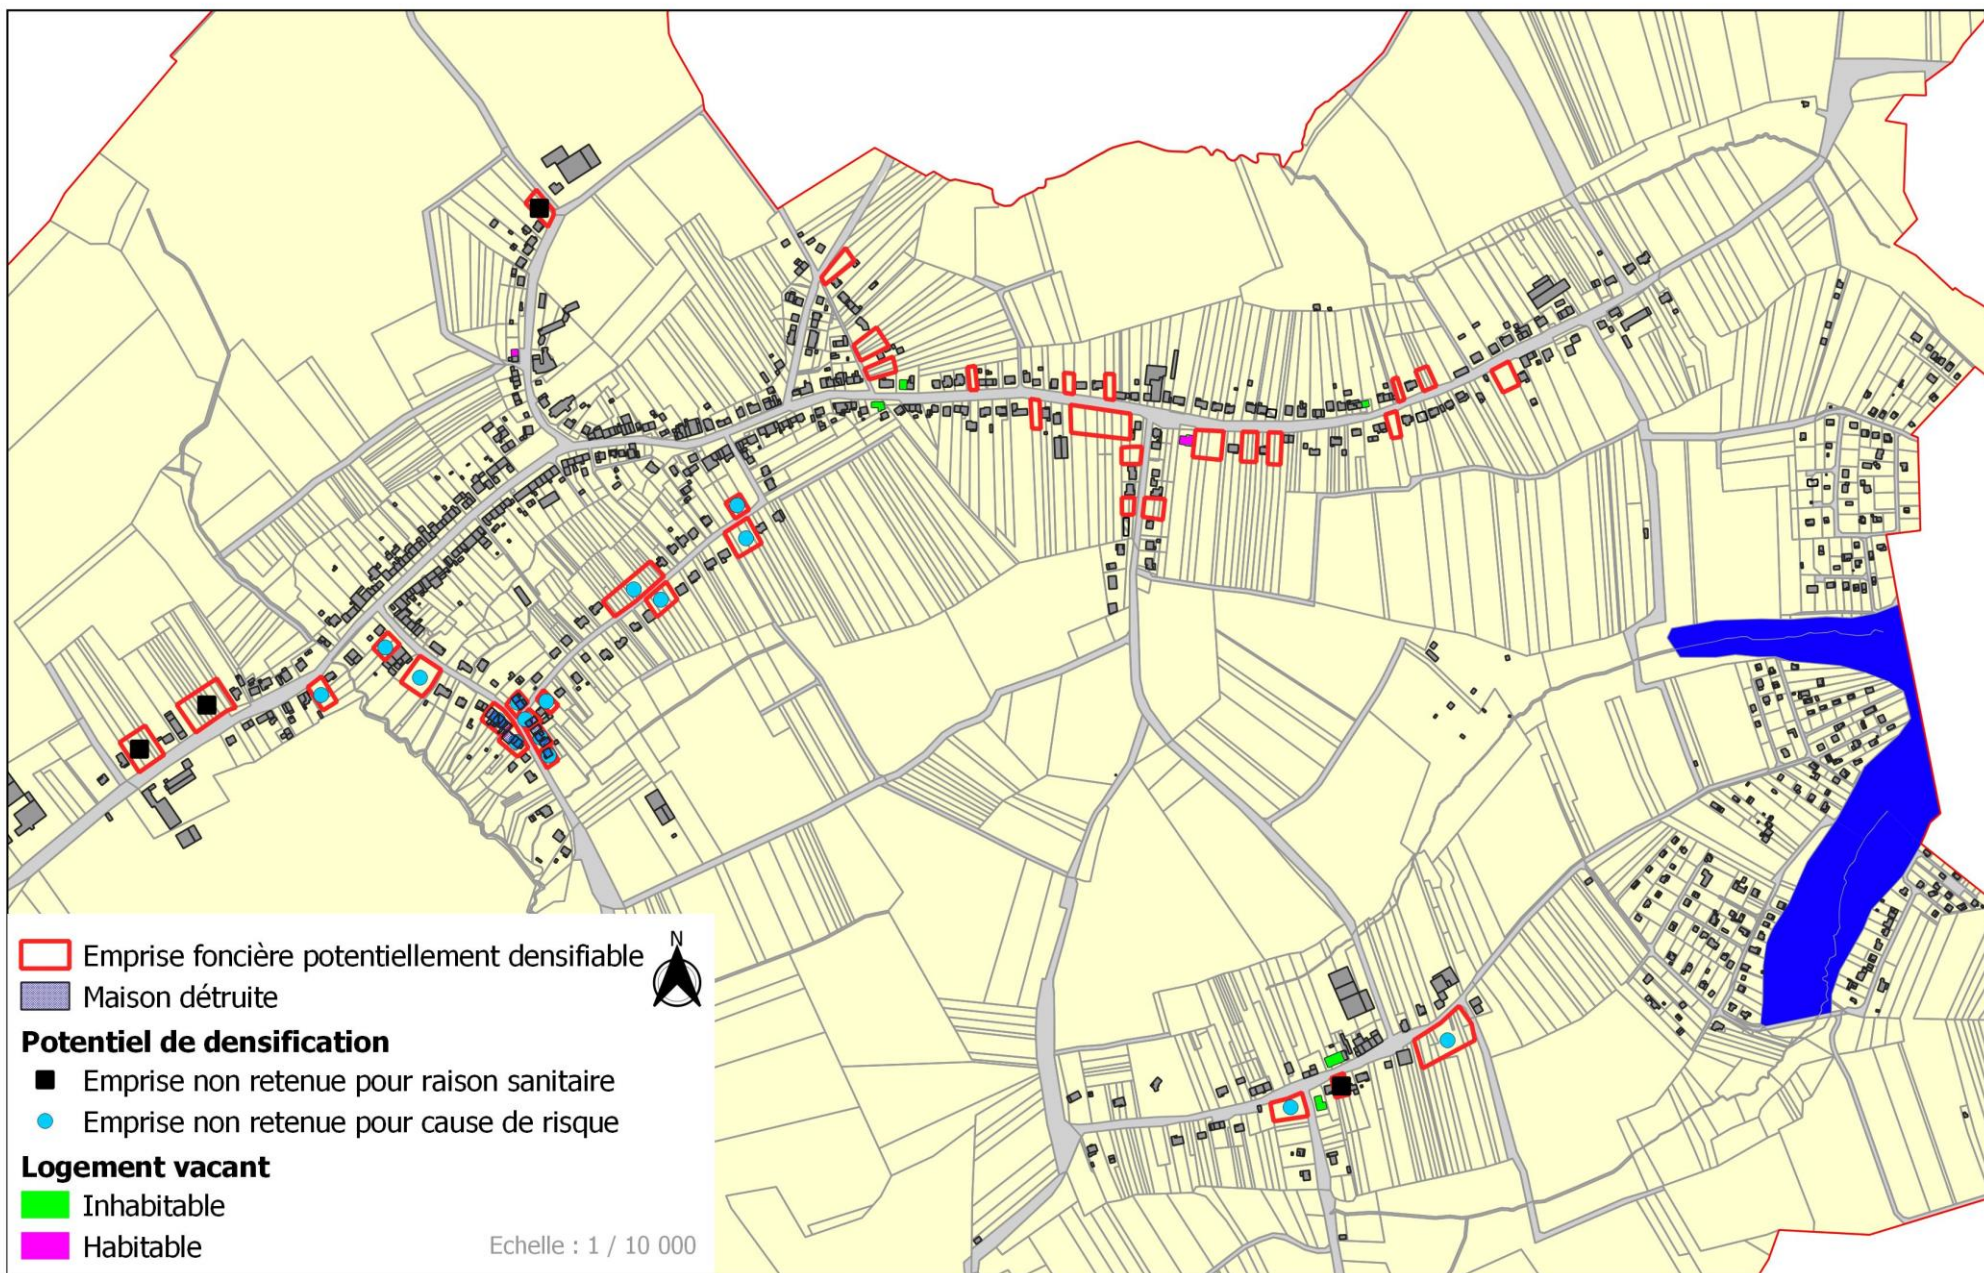 Emprise foncière potentiellement densifiable
N
Maison détruite
Potentiel de densification
Emprise non retenue pour raison sanitaire
Emprise non retenue pour cause de risque
Logement vacant
Inhabitable
Habitable
Echelle : 1 / 10 000